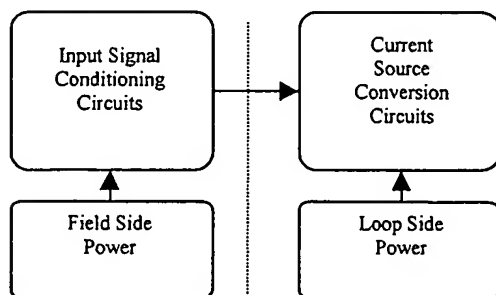 Input Signal
Conditioning
Circuits
Current
Source
Conversion
Circuits
Field Side
Power
Loop Side
Power